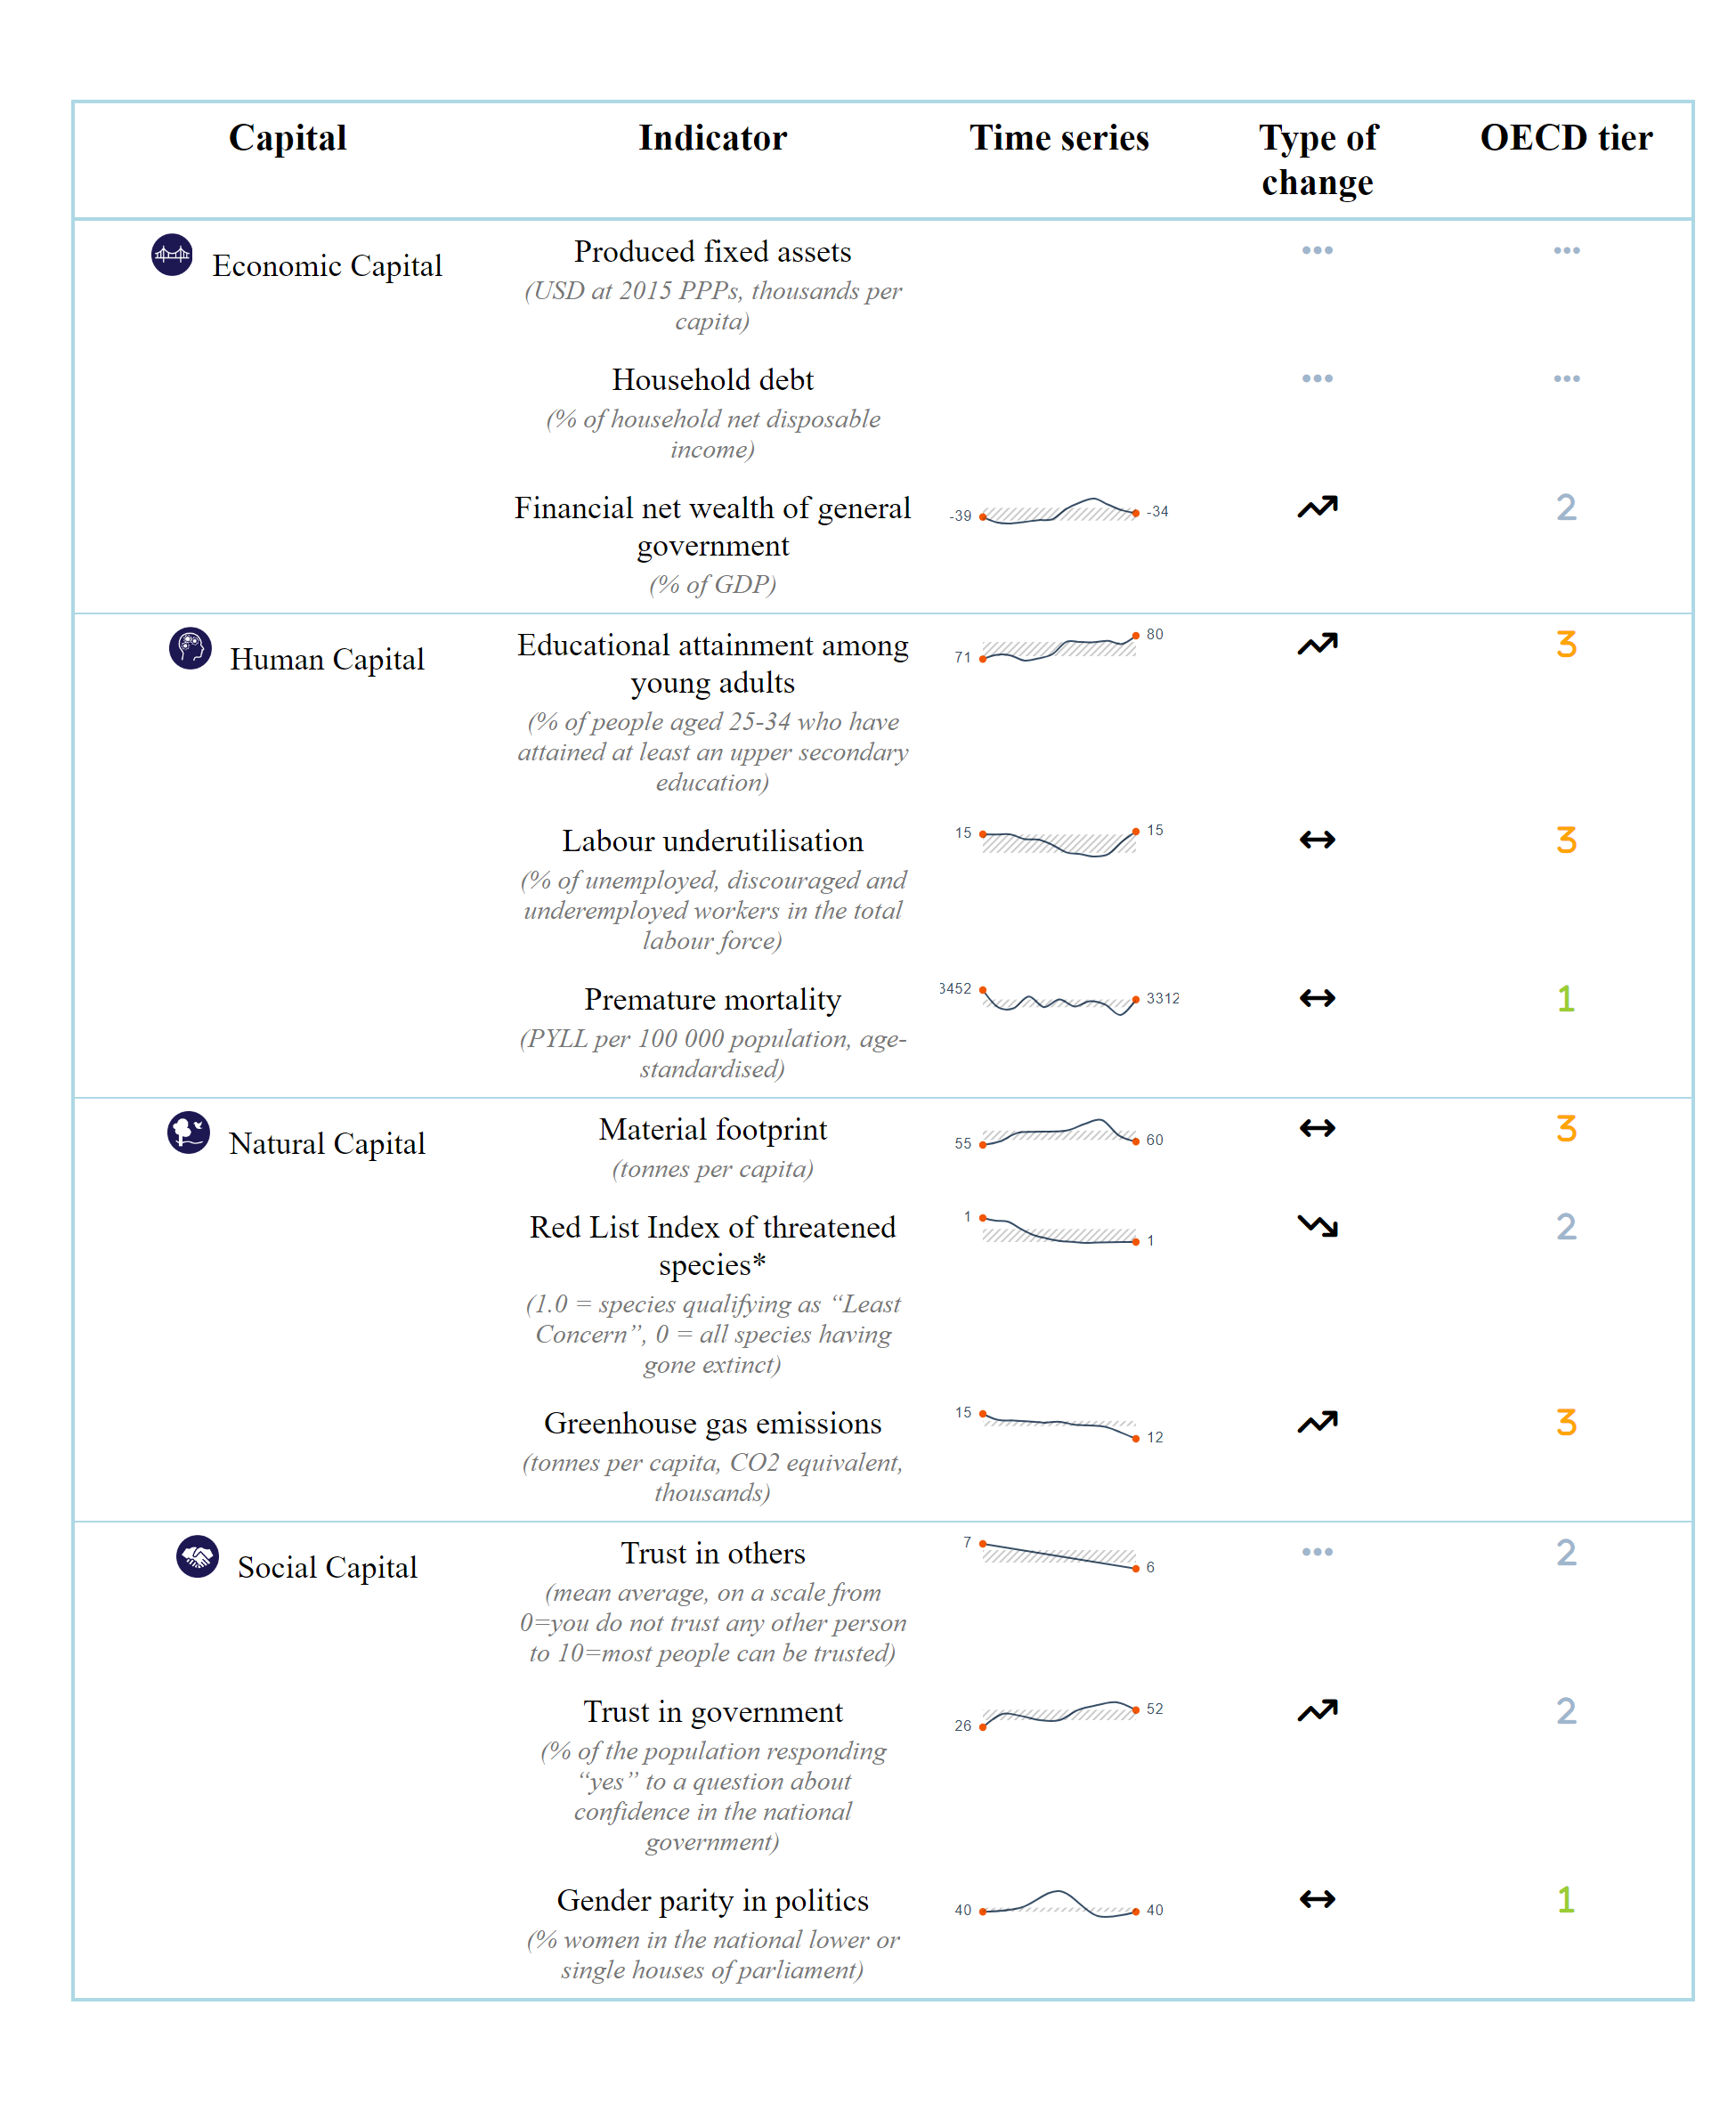 Capital Indicator Time series Type of change OECD tier
Economic Capital
Produced fixed assets
(USD at 2015 PPPs, thousands per
capita)
••• •••
Household debt
(% of household net disposable
income)
••• •••
Financial net wealth of general
government
(% of GDP)
-39 -34 2
Human Capital
Educational attainment among
young adults
(% of people aged 25-34 who have
attained at least an upper secondary
education)
71 80 3
Labour underutilisation
(% of unemployed, discouraged and
underemployed workers in the total
labour force)
15 15 3
Premature mortality
(PYLL per 100 000 population, age-
standardised)
3452 3312 1
Natural Capital
Material footprint
(tonnes per capita)
55 60 3
Red List Index of threatened
species*
(1.0 = species qualifying as “Least
Concern”, 0 = all species having
gone extinct)
1 1 2
Greenhouse gas emissions
(tonnes per capita, CO2 equivalent,
thousands)
15 12 3
Social Capital
Trust in others
(mean average, on a scale from
0=you do not trust any other person
to 10=most people can be trusted)
7 6 ••• 2
Trust in government
(% of the population responding
“yes” to a question about
confidence in the national
government)
26 52 2
Gender parity in politics
(% women in the national lower or
single houses of parliament)
40 40 1